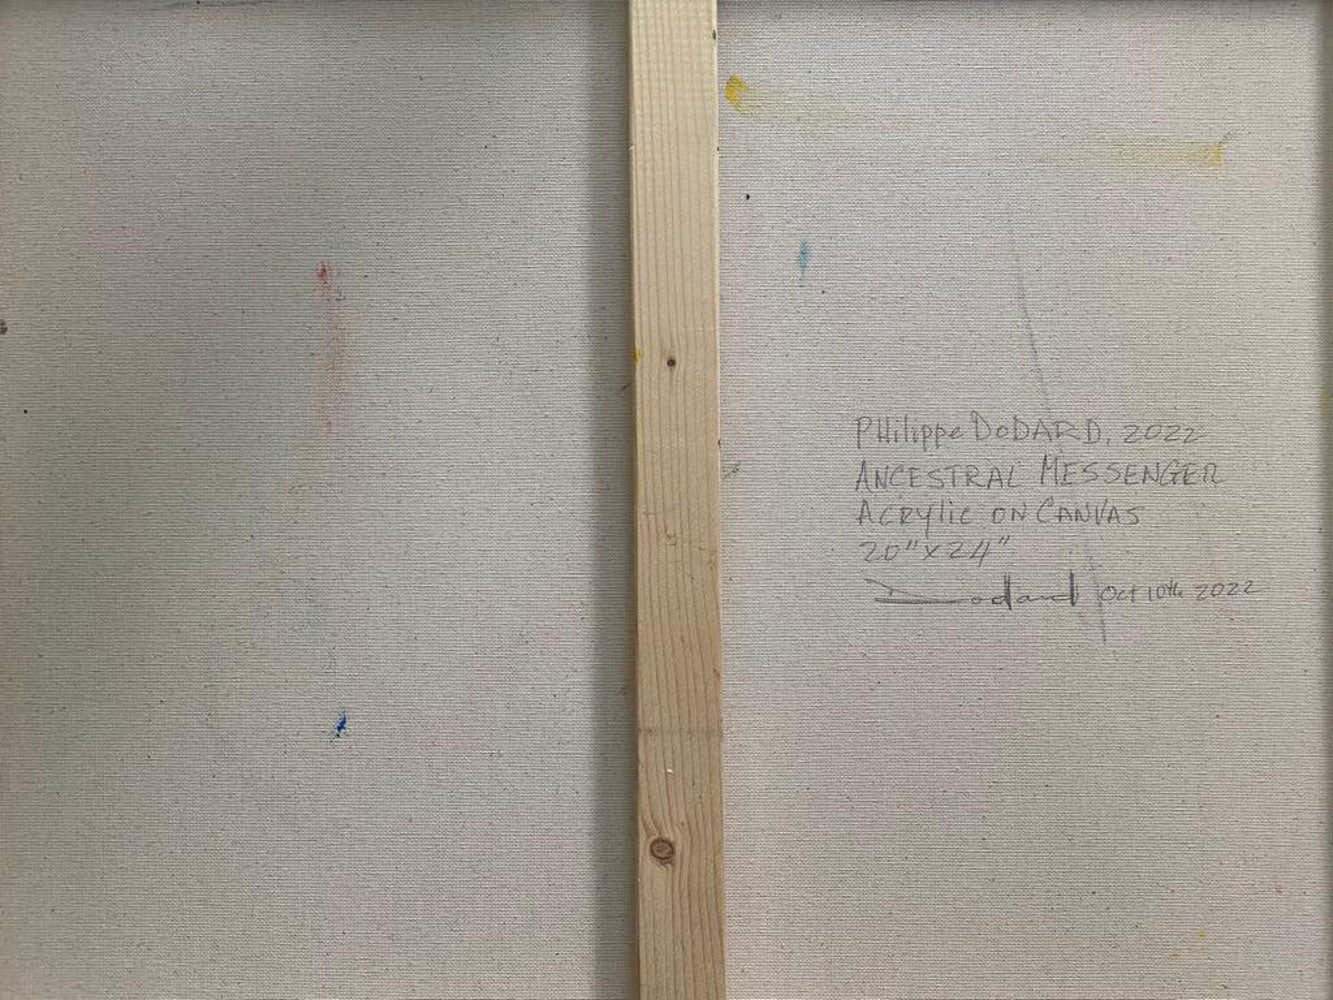 PHilippe DoDARD, 2022
ANCESTRAL MESSENGER
ACRYlic ON CANVAS
20"x24"
Dodard Oct 10th 2022